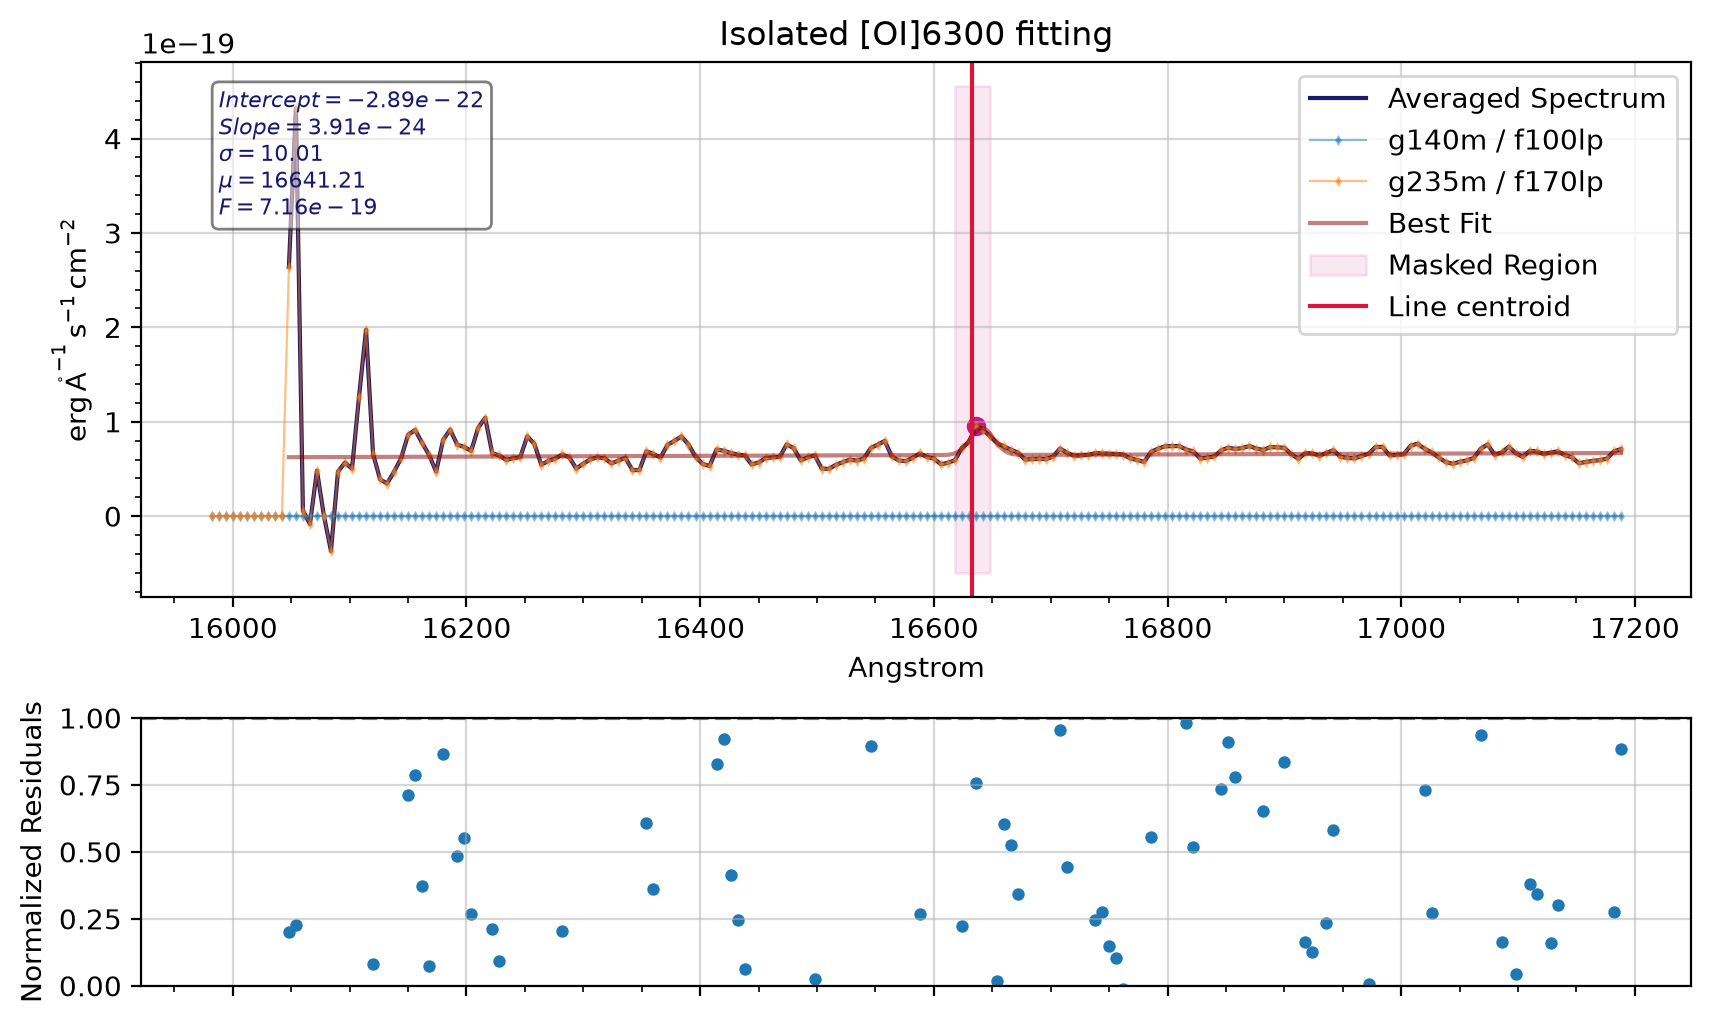 Isolated [OI]6300 fitting
1e−19
Intercept = −2.89e − 22
Slope = 3.91e − 24
σ = 10.01
μ = 16641.21
F = 7.16e − 19
Averaged Spectrum
g140m / f100lp
g235m / f170lp
Best Fit
Masked Region
Line centroid
4
3
2
1
0
erg Å⁻¹ s⁻¹ cm⁻²
16000 16200 16400 16600 16800 17000 17200
Angstrom
1.00
0.75
0.50
0.25
0.00
Normalized Residuals